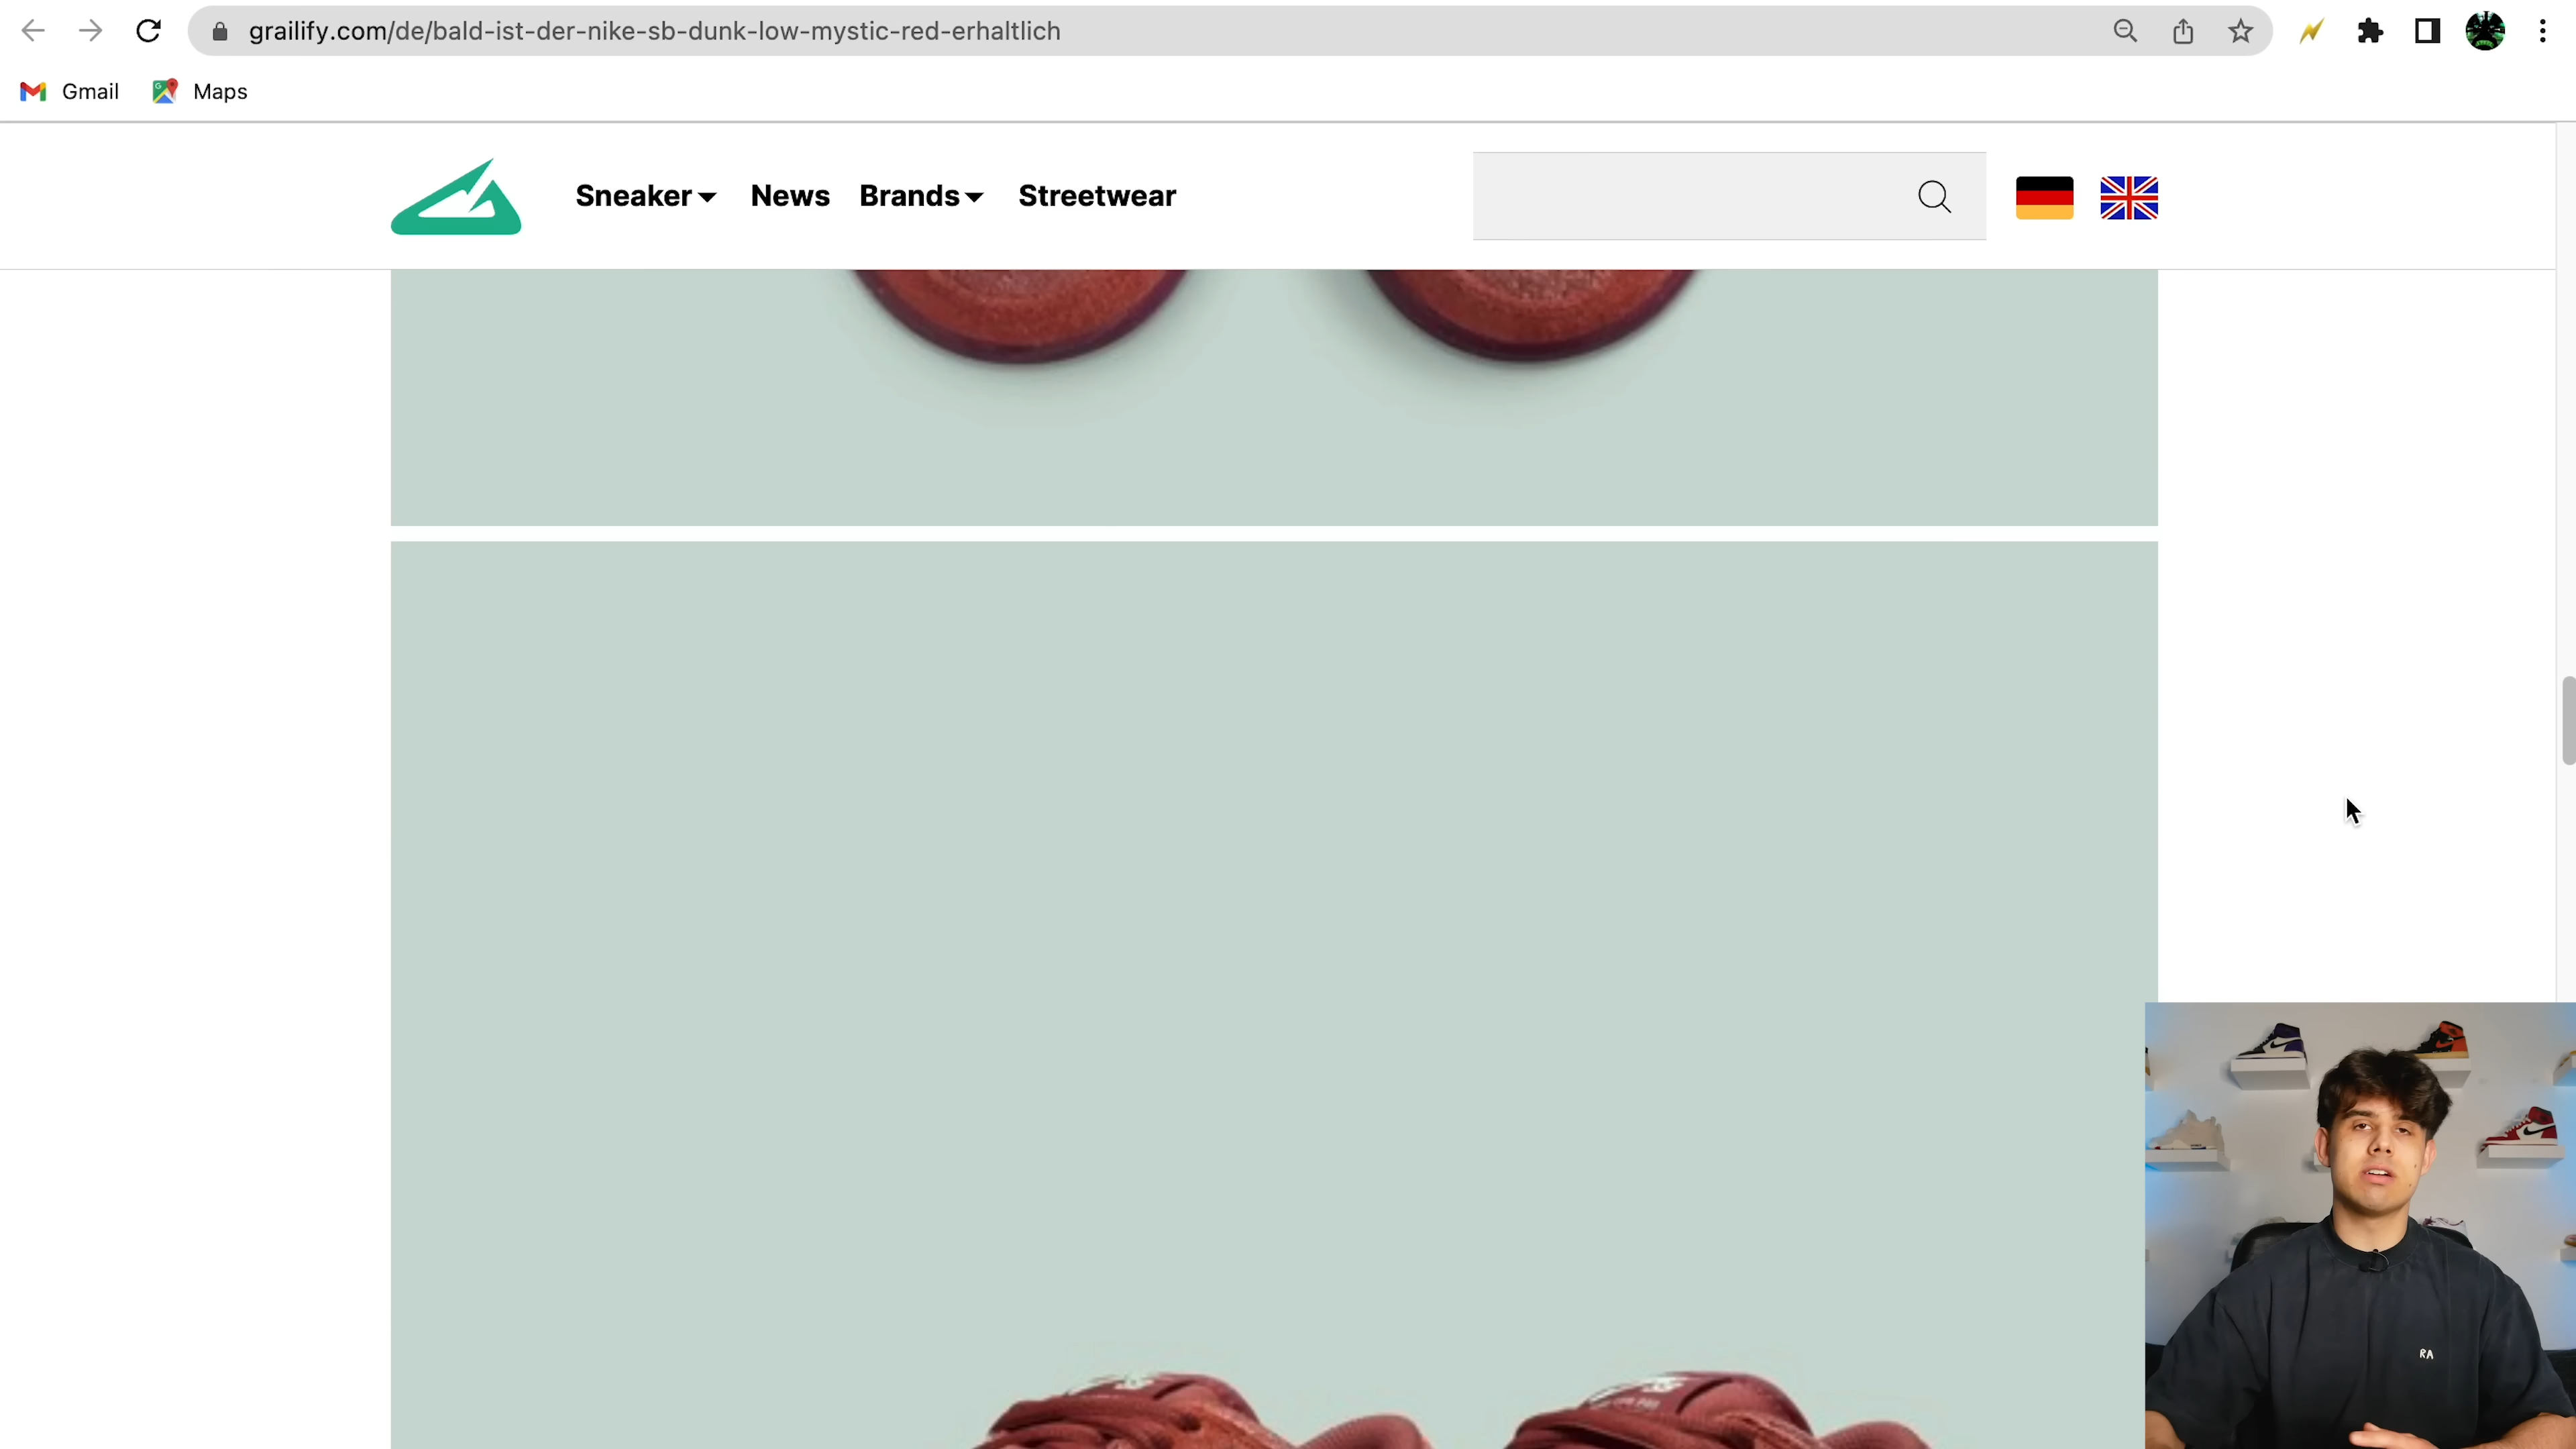 grailify.com/de/bald-ist-der-nike-sb-dunk-low-mystic-red-erhaltlich
Gmail
Maps
Sneaker
News
Brands
Streetwear
RA